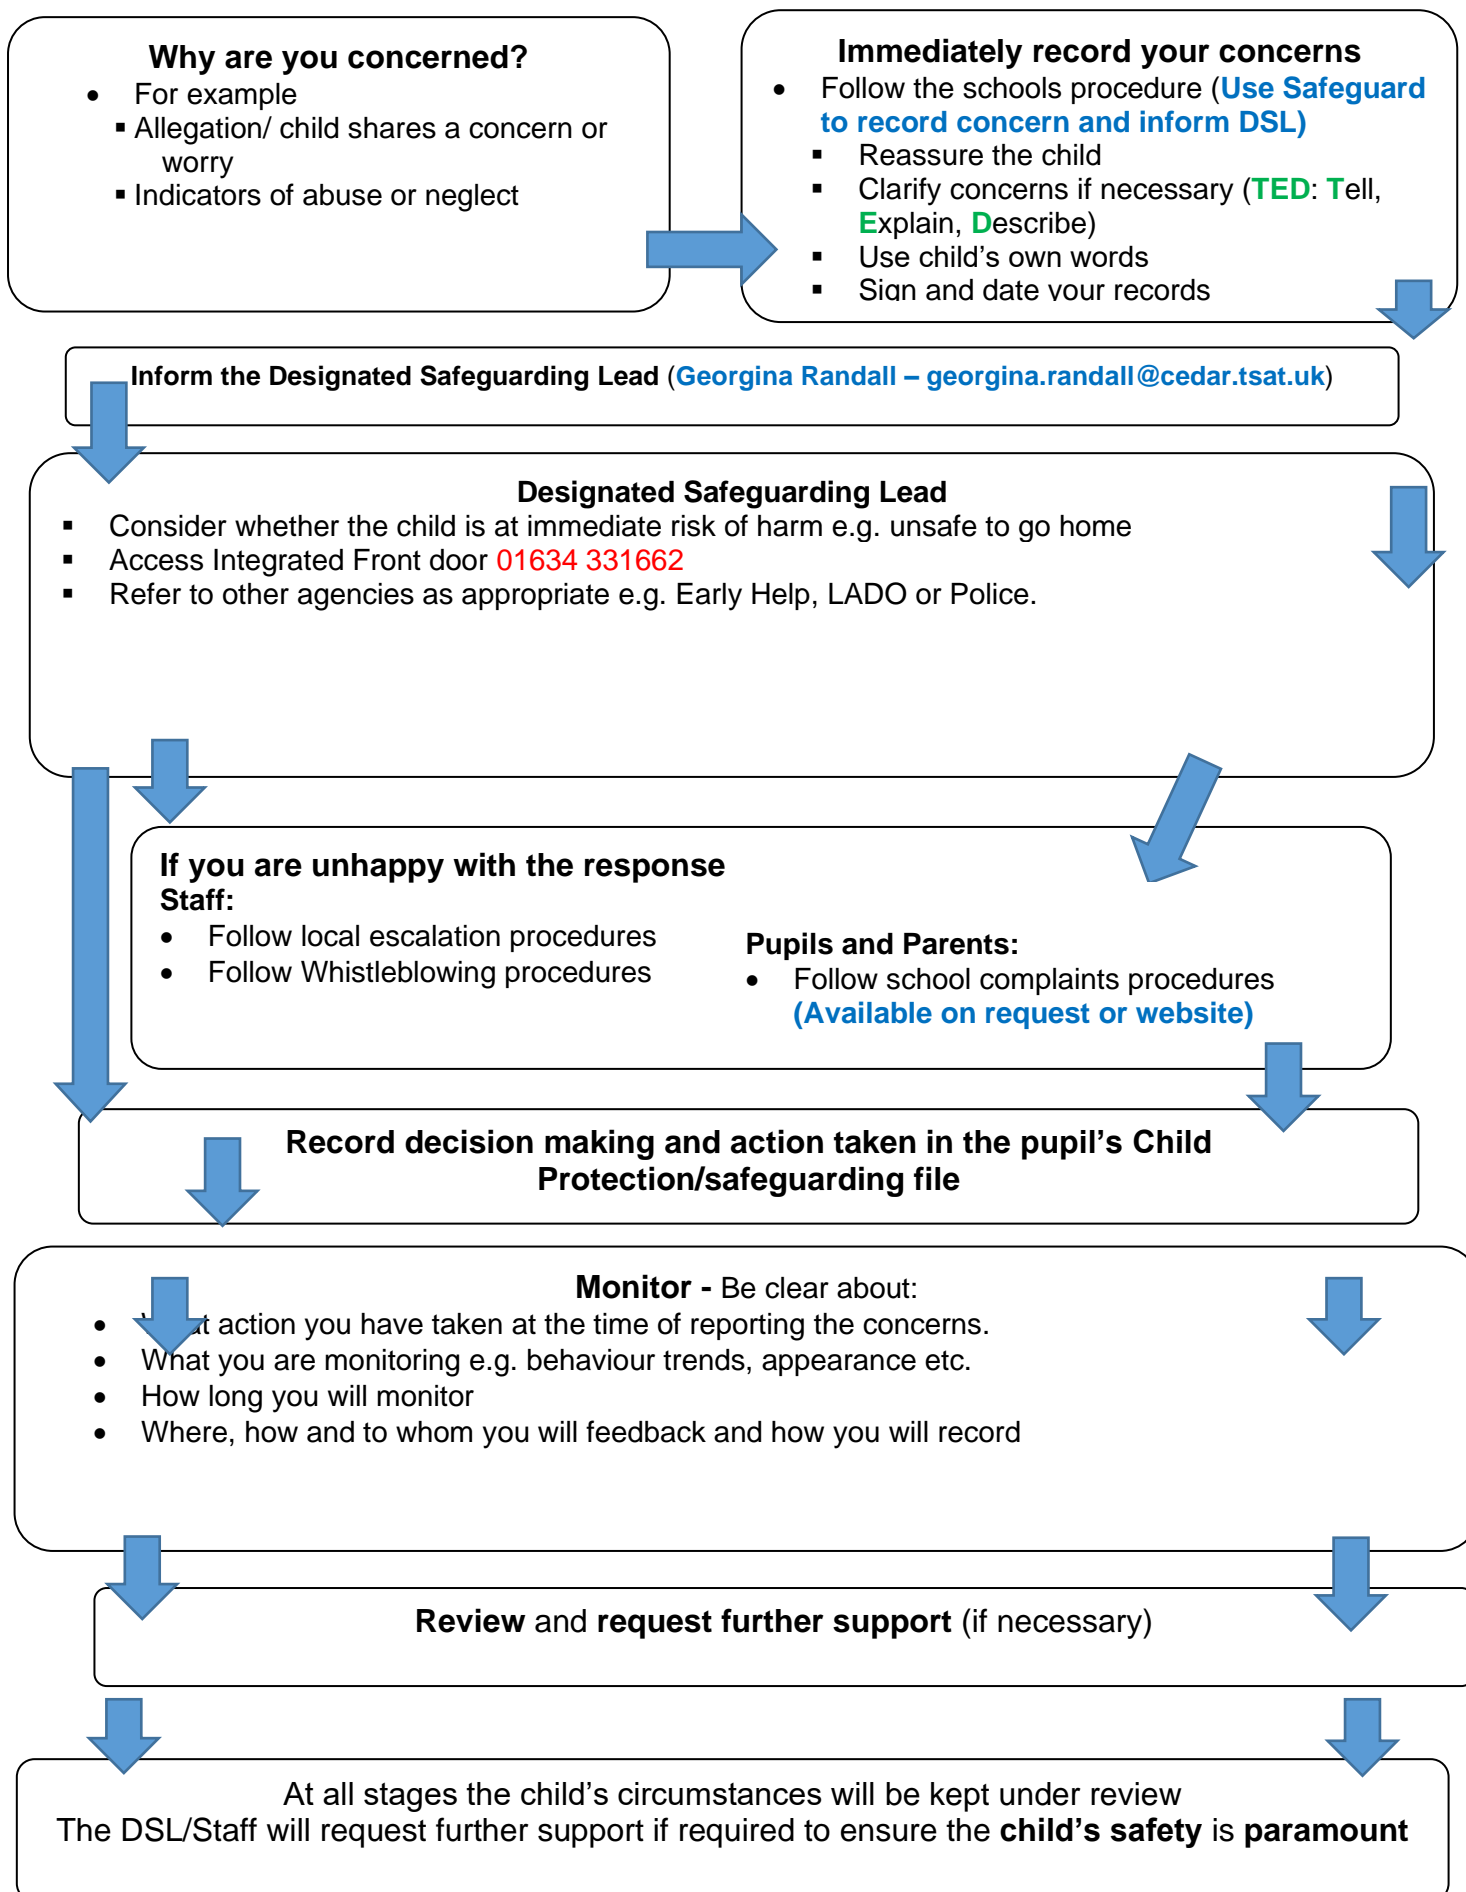 Why are you concerned?
• For example
▪ Allegation/ child shares a concern or
worry
▪ Indicators of abuse or neglect
Immediately record your concerns
• Follow the schools procedure (Use Safeguard
to record concern and inform DSL)
▪ Reassure the child
▪ Clarify concerns if necessary (TED: Tell,
Explain, Describe)
▪ Use child's own words
▪ Sign and date your records
Inform the Designated Safeguarding Lead (Georgina Randall – georgina.randall@cedar.tsat.uk)
Designated Safeguarding Lead
▪ Consider whether the child is at immediate risk of harm e.g. unsafe to go home
▪ Access Integrated Front door 01634 331662
▪ Refer to other agencies as appropriate e.g. Early Help, LADO or Police.
If you are unhappy with the response
Staff:
• Follow local escalation procedures
• Follow Whistleblowing procedures
Pupils and Parents:
• Follow school complaints procedures
(Available on request or website)
Record decision making and action taken in the pupil's Child
Protection/safeguarding file
Monitor - Be clear about:
• What action you have taken at the time of reporting the concerns.
• What you are monitoring e.g. behaviour trends, appearance etc.
• How long you will monitor
• Where, how and to whom you will feedback and how you will record
Review and request further support (if necessary)
At all stages the child's circumstances will be kept under review
The DSL/Staff will request further support if required to ensure the child's safety is paramount